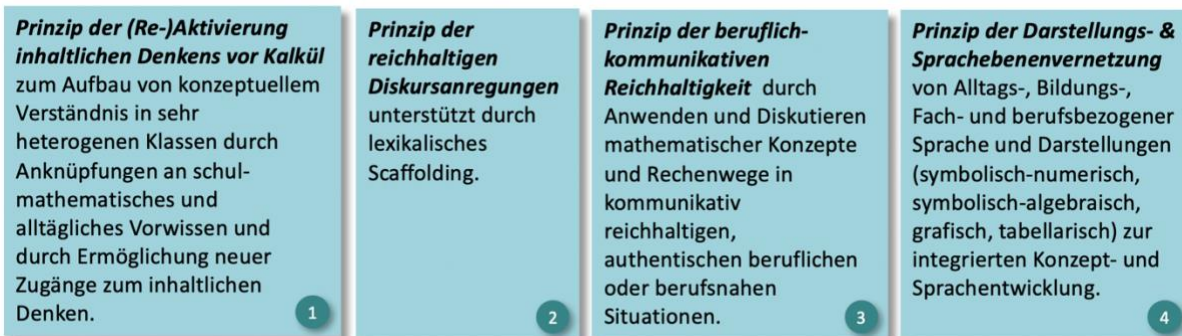 Prinzip der (Re-)Aktivierung
inhaltlichen Denkens vor Kalkül
zum Aufbau von konzeptuellem
Verständnis in sehr
heterogenen Klassen durch
Anknüpfungen an schul-
mathematisches und
alltägliches Vorwissen und
durch Ermöglichung neuer
Zugänge zum inhaltlichen
Denken.
1
Prinzip der
reichhaltigen
Diskursanregungen
unterstützt durch
lexikalisches
Scaffolding.
2
Prinzip der beruflich-
kommunikativen
Reichhaltigkeit durch
Anwenden und Diskutieren
mathematischer Konzepte
und Rechenwege in
kommunikativ
reichhaltigen,
authentischen beruflichen
oder berufsnahen
Situationen.
3
Prinzip der Darstellungs- &
Sprachebenenvernetzung
von Alltags-, Bildungs-,
Fach- und berufsbezogener
Sprache und Darstellungen
(symbolisch-numerisch,
symbolisch-algebraisch,
grafisch, tabellarisch) zur
integrierten Konzept- und
Sprachentwicklung.
4